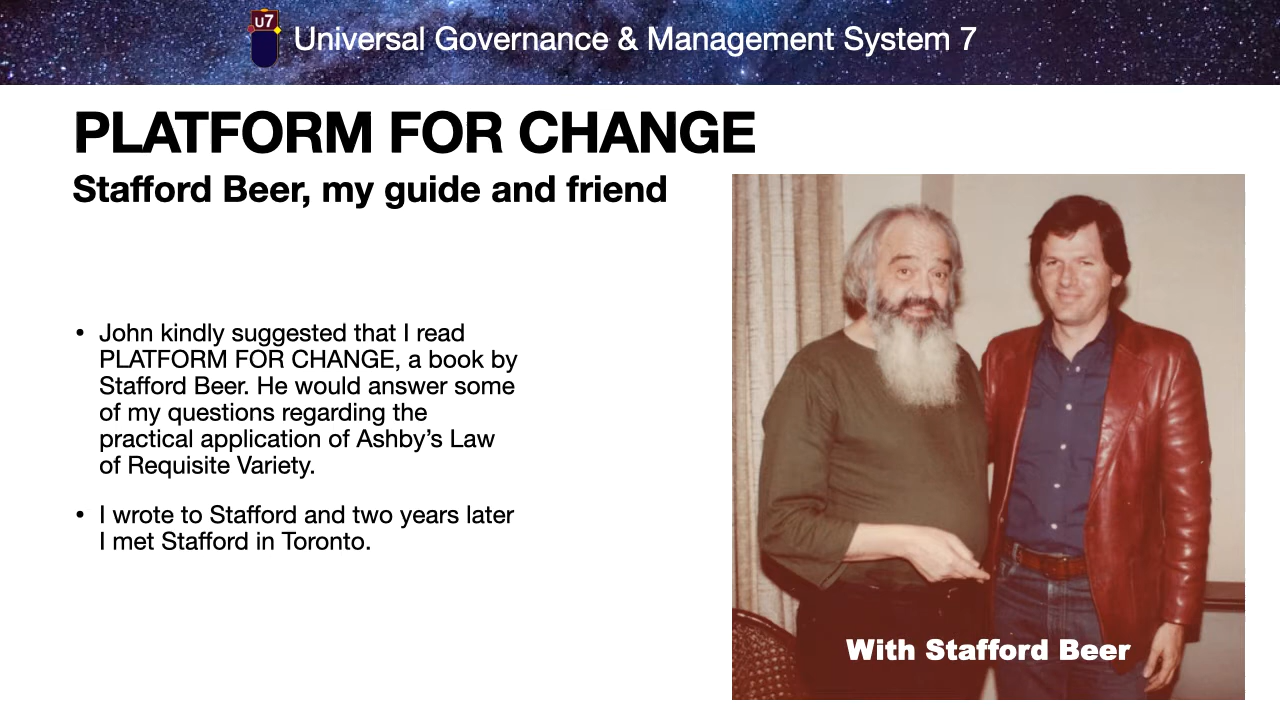 U7
Universal Governance & Management System 7
PLATFORM FOR CHANGE
Stafford Beer, my guide and friend
• John kindly suggested that I read
PLATFORM FOR CHANGE, a book by
Stafford Beer. He would answer some
of my questions regarding the
practical application of Ashby’s Law
of Requisite Variety.
• I wrote to Stafford and two years later
I met Stafford in Toronto.
With Stafford Beer